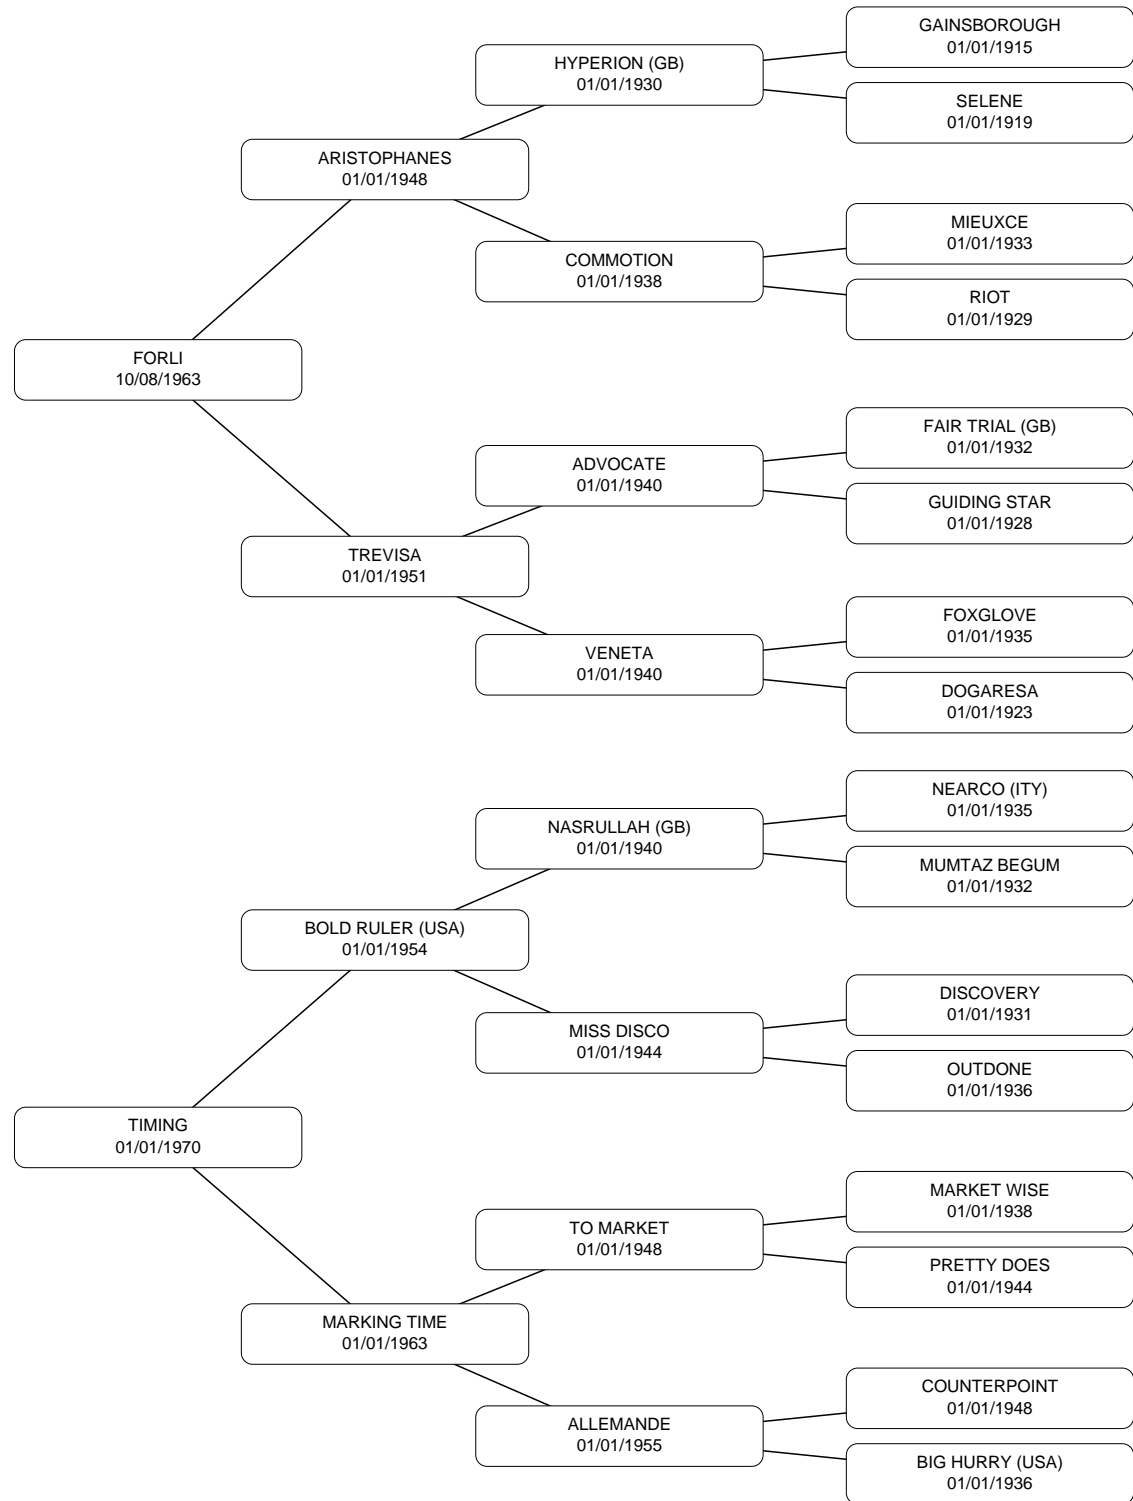 GAINSBOROUGH
01/01/1915
HYPERION (GB)
01/01/1930
SELENE
01/01/1919
ARISTOPHANES
01/01/1948
MIEUXCE
01/01/1933
COMMOTION
01/01/1938
RIOT
01/01/1929
FORLI
10/08/1963
FAIR TRIAL (GB)
01/01/1932
ADVOCATE
01/01/1940
GUIDING STAR
01/01/1928
TREVISA
01/01/1951
FOXGLOVE
01/01/1935
VENETA
01/01/1940
DOGARESA
01/01/1923
NEARCO (ITY)
01/01/1935
NASRULLAH (GB)
01/01/1940
MUMTAZ BEGUM
01/01/1932
BOLD RULER (USA)
01/01/1954
DISCOVERY
01/01/1931
MISS DISCO
01/01/1944
OUTDONE
01/01/1936
TIMING
01/01/1970
MARKET WISE
01/01/1938
TO MARKET
01/01/1948
PRETTY DOES
01/01/1944
MARKING TIME
01/01/1963
COUNTERPOINT
01/01/1948
ALLEMANDE
01/01/1955
BIG HURRY (USA)
01/01/1936